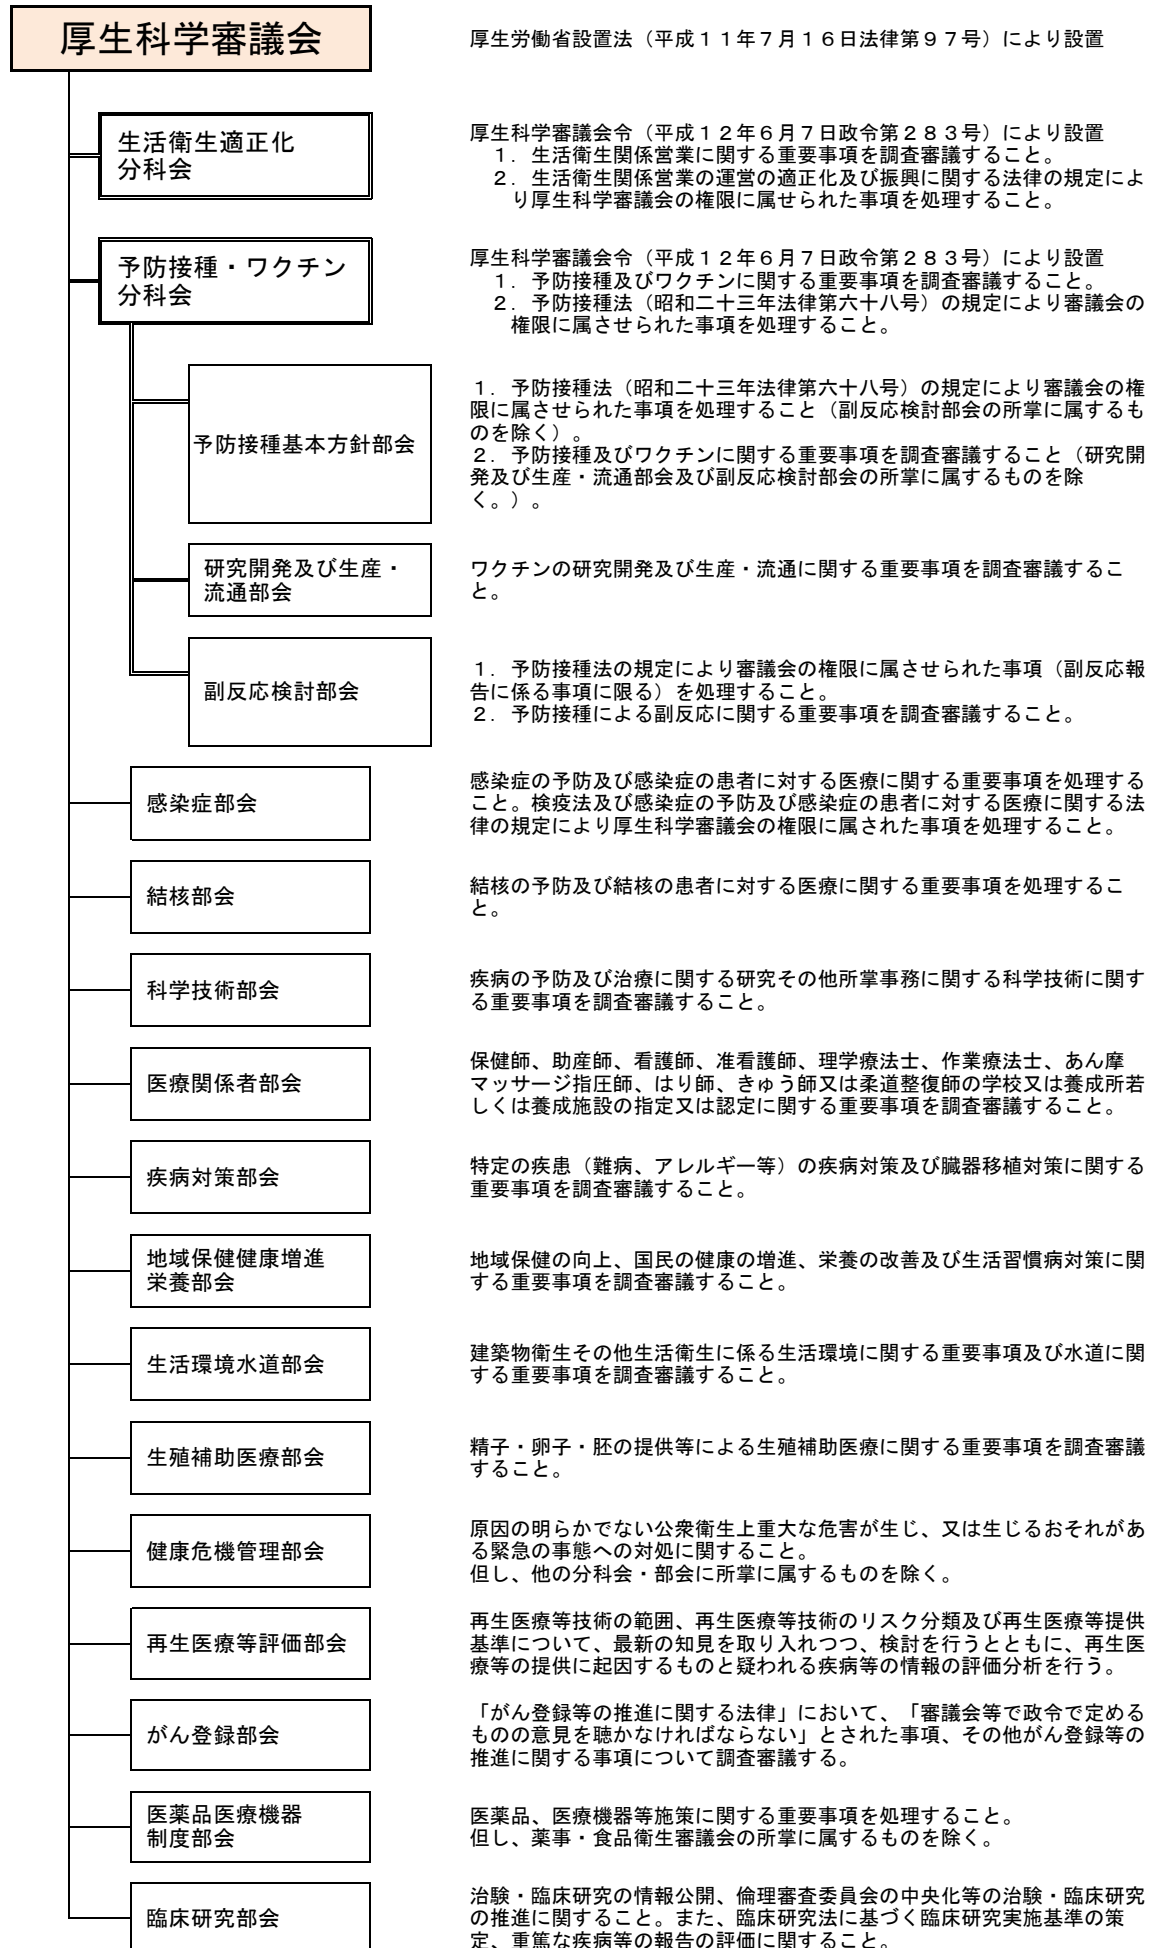 厚生科学審議会
厚生労働省設置法（平成１１年７月１６日法律第９７号）により設置
生活衛生適正化
分科会
厚生科学審議会令（平成１２年６月７日政令第２８３号）により設置
１．生活衛生関係営業に関する重要事項を調査審議すること。
２．生活衛生関係営業の運営の適正化及び振興に関する法律の規定によ
り厚生科学審議会の権限に属せられた事項を処理すること。
予防接種・ワクチン
分科会
厚生科学審議会令（平成１２年６月７日政令第２８３号）により設置
１．予防接種及びワクチンに関する重要事項を調査審議すること。
２．予防接種法（昭和二十三年法律第六十八号）の規定により審議会の
権限に属させられた事項を処理すること。
予防接種基本方針部会
１．予防接種法（昭和二十三年法律第六十八号）の規定により審議会の権
限に属させられた事項を処理すること（副反応検討部会の所掌に属するも
のを除く）。
２．予防接種及びワクチンに関する重要事項を調査審議すること（研究開
発及び生産・流通部会及び副反応検討部会の所掌に属するものを除
く。）。
研究開発及び生産・
流通部会
ワクチンの研究開発及び生産・流通に関する重要事項を調査審議するこ
と。
副反応検討部会
１．予防接種法の規定により審議会の権限に属させられた事項（副反応報
告に係る事項に限る）を処理すること。
２．予防接種による副反応に関する重要事項を調査審議すること。
感染症部会
感染症の予防及び感染症の患者に対する医療に関する重要事項を処理する
こと。検疫法及び感染症の予防及び感染症の患者に対する医療に関する法
律の規定により厚生科学審議会の権限に属された事項を処理すること。
結核部会
結核の予防及び結核の患者に対する医療に関する重要事項を処理するこ
と。
科学技術部会
疾病の予防及び治療に関する研究その他所掌事務に関する科学技術に関す
る重要事項を調査審議すること。
医療関係者部会
保健師、助産師、看護師、准看護師、理学療法士、作業療法士、あん摩
マッサージ指圧師、はり師、きゅう師又は柔道整復師の学校又は養成所若
しくは養成施設の指定又は認定に関する重要事項を調査審議すること。
疾病対策部会
特定の疾患（難病、アレルギー等）の疾病対策及び臓器移植対策に関する
重要事項を調査審議すること。
地域保健健康増進
栄養部会
地域保健の向上、国民の健康の増進、栄養の改善及び生活習慣病対策に関
する重要事項を調査審議すること。
生活環境水道部会
建築物衛生その他生活衛生に係る生活環境に関する重要事項及び水道に関
する重要事項を調査審議すること。
生殖補助医療部会
精子・卵子・胚の提供等による生殖補助医療に関する重要事項を調査審議
すること。
健康危機管理部会
原因の明らかでない公衆衛生上重大な危害が生じ、又は生じるおそれがあ
る緊急の事態への対処に関すること。
但し、他の分科会・部会に所掌に属するものを除く。
再生医療等評価部会
再生医療等技術の範囲、再生医療等技術のリスク分類及び再生医療等提供
基準について、最新の知見を取り入れつつ、検討を行うとともに、再生医
療等の提供に起因するものと疑われる疾病等の情報の評価分析を行う。
がん登録部会
「がん登録等の推進に関する法律」において、「審議会等で政令で定める
ものの意見を聴かなければならない」とされた事項、その他がん登録等の
推進に関する事項について調査審議する。
医薬品医療機器
制度部会
医薬品、医療機器等施策に関する重要事項を処理すること。
但し、薬事・食品衛生審議会の所掌に属するものを除く。
臨床研究部会
治験・臨床研究の情報公開、倫理審査委員会の中央化等の治験・臨床研究
の推進に関すること。また、臨床研究法に基づく臨床研究実施基準の策
定、重篤な疾病等の報告の評価に関すること。